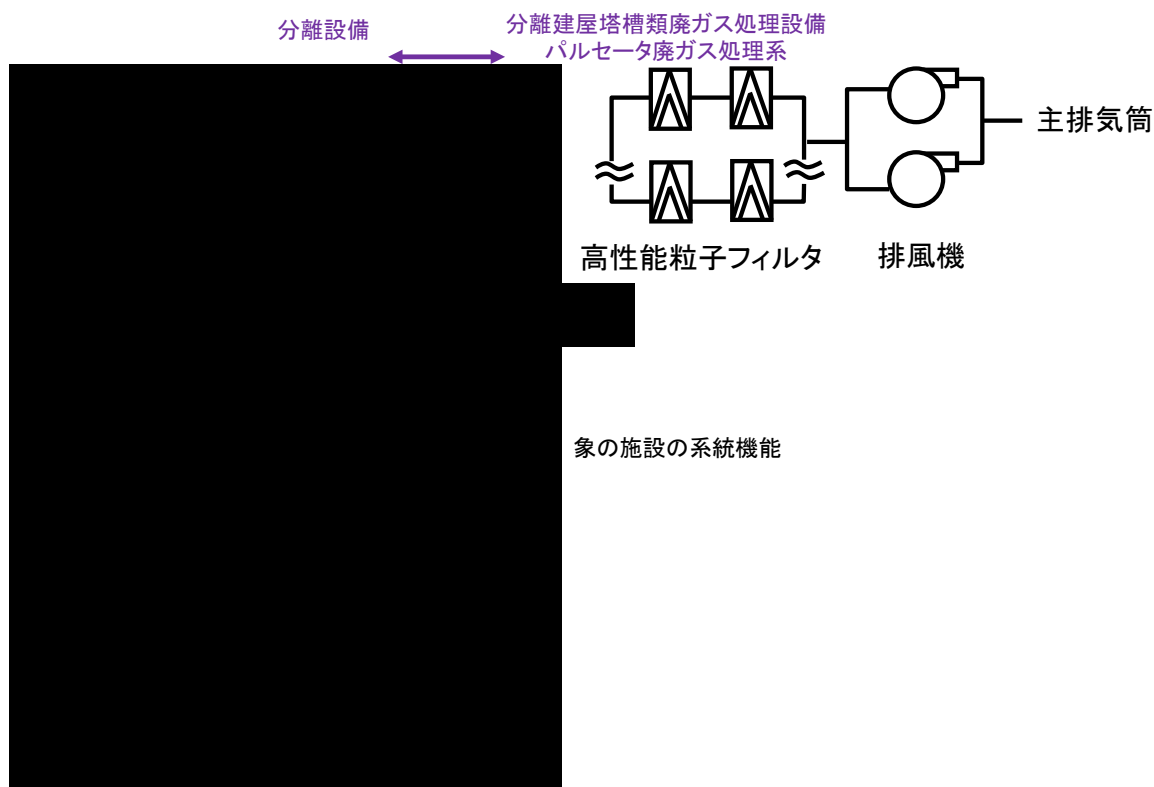 分離設備
分離建屋塔槽類廃ガス処理設備
パルセータ廃ガス処理系
主排気筒
高性能粒子フィルタ
排風機
象の施設の系統機能